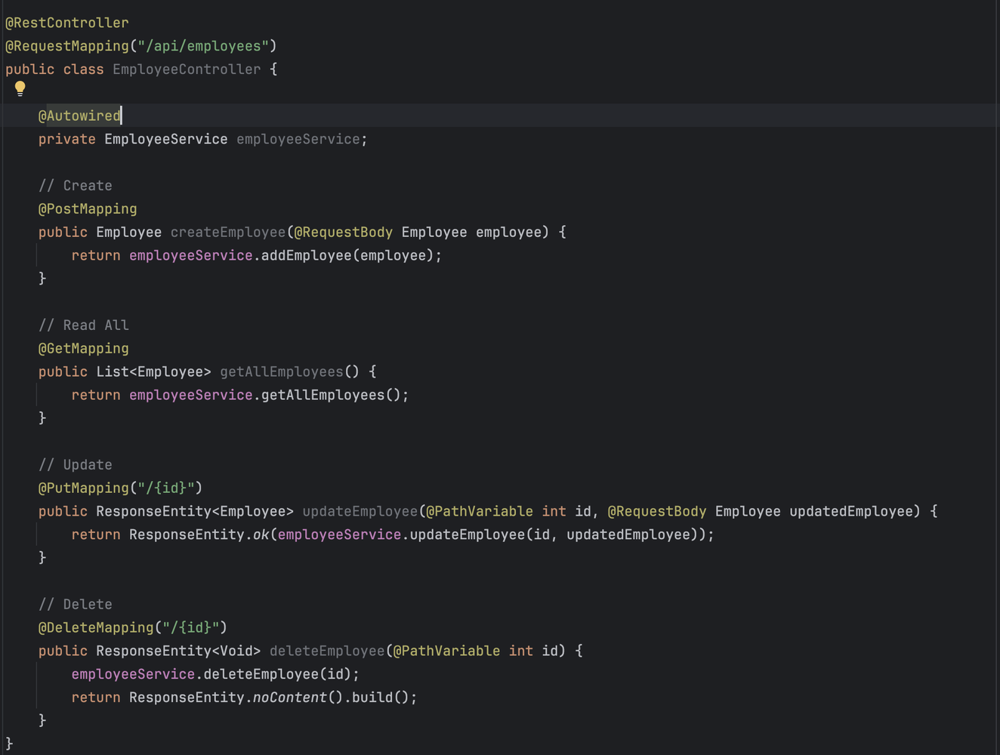 @RestController
@RequestMapping("/api/employees")
public class EmployeeController {
@Autowired
private EmployeeService employeeService;
// Create
@PostMapping
public Employee createEmployee(@RequestBody Employee employee) {
return employeeService.addEmployee(employee);
}
// Read All
@GetMapping
public List<Employee> getAllEmployees() {
return employeeService.getAllEmployees();
}
// Update
@PutMapping("/{id}")
public ResponseEntity<Employee> updateEmployee(@PathVariable int id, @RequestBody Employee updatedEmployee) {
return ResponseEntity.ok(employeeService.updateEmployee(id, updatedEmployee));
}
// Delete
@DeleteMapping("/{id}")
public ResponseEntity<Void> deleteEmployee(@PathVariable int id) {
employeeService.deleteEmployee(id);
return ResponseEntity.noContent().build();
}
}